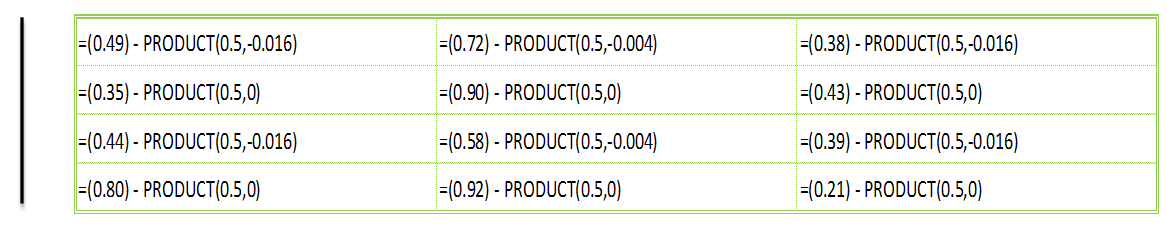 =(0.49) - PRODUCT(0.5,-0.016) =(0.72) - PRODUCT(0.5,-0.004) =(0.38) - PRODUCT(0.5,-0.016)
=(0.35) - PRODUCT(0.5,0) =(0.90) - PRODUCT(0.5,0) =(0.43) - PRODUCT(0.5,0)
=(0.44) - PRODUCT(0.5,-0.016) =(0.58) - PRODUCT(0.5,-0.004) =(0.39) - PRODUCT(0.5,-0.016)
=(0.80) - PRODUCT(0.5,0) =(0.92) - PRODUCT(0.5,0) =(0.21) - PRODUCT(0.5,0)